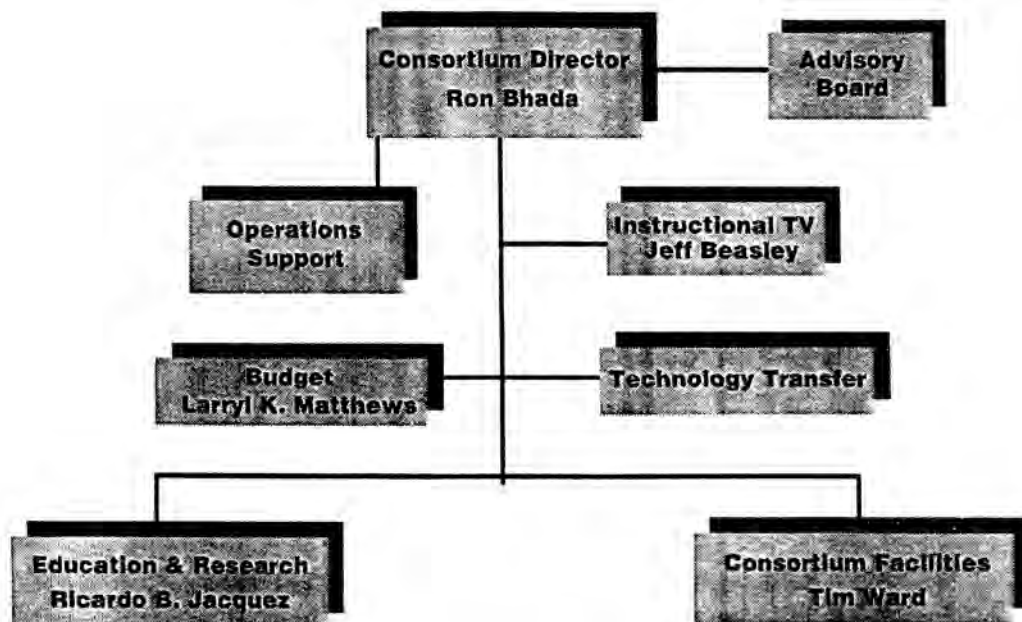 Consortium Director
Ron Bhada
Advisory
Board
Operations
Support
Instructional TV
Jeff Beasley
Budget
Larryl K. Matthews
Technology Transfer
Education & Research
Ricardo B. Jacquez
Consortium Facilities
Tim Ward